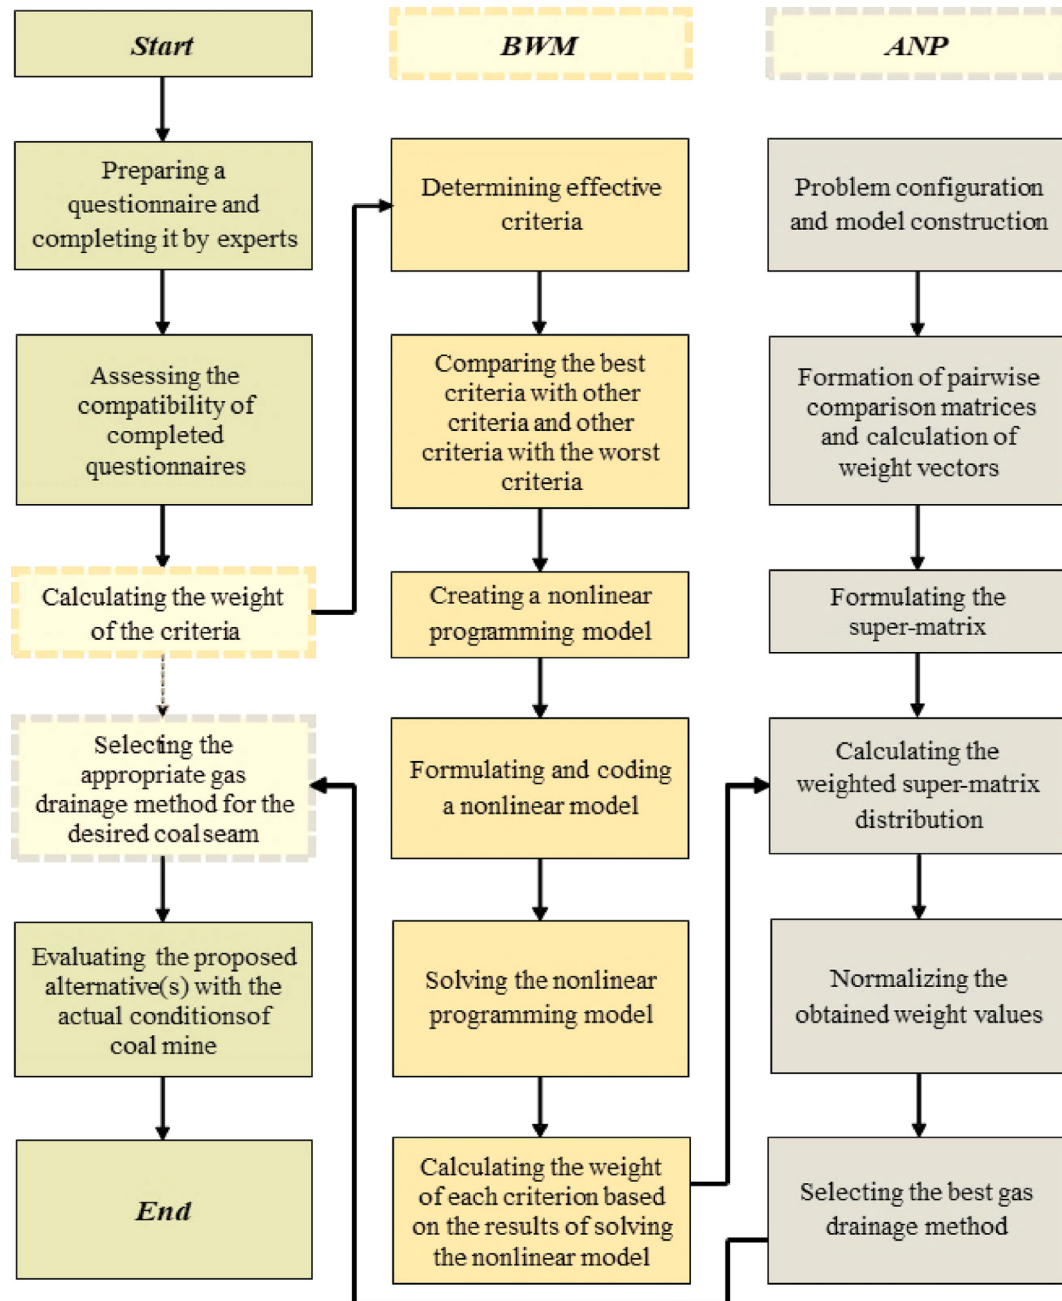 Start
Preparing a
questionnaire and
completing it by experts
Assessing the
compatibility of
completed
questionnaires
Calculating the weight
of the criteria
Selecting the
appropriate gas
drainage method for the
desired coal seam
Evaluating the proposed
alternative(s) with the
actual conditionsof
coal mine
End
BWM
Determining effective
criteria
Comparing the best
criteria with other
criteria and other
criteria with the worst
criteria
Creating a nonlinear
programming model
Formulating and coding
a nonlinear model
Solving the nonlinear
programming model
Calculating the weight
of each criterion based
on the results of solving
the nonlinear model
ANP
Problem configuration
and model construction
Formation of pairwise
comparison matrices
and calculation of
weight vectors
Formulating the
super-matrix
Calculating the
weighted super-matrix
distribution
Normalizing the
obtained weight values
Selecting the best gas
drainage method